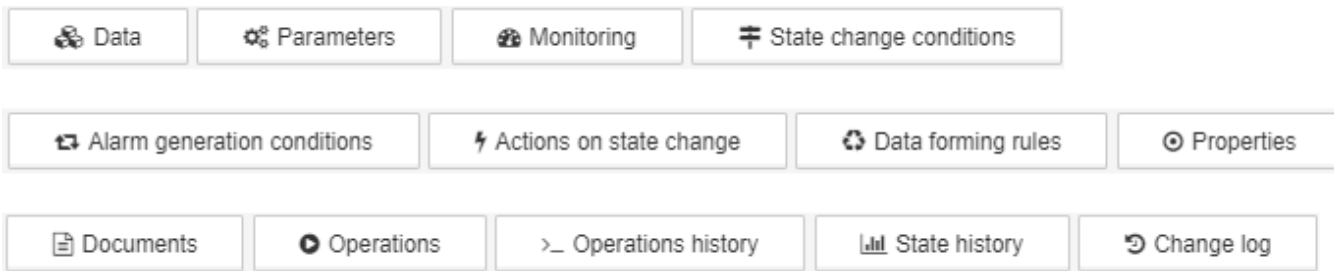 Data Parameters Monitoring State change conditions
Alarm generation conditions Actions on state change Data forming rules Properties
Documents Operations Operations history State history Change log